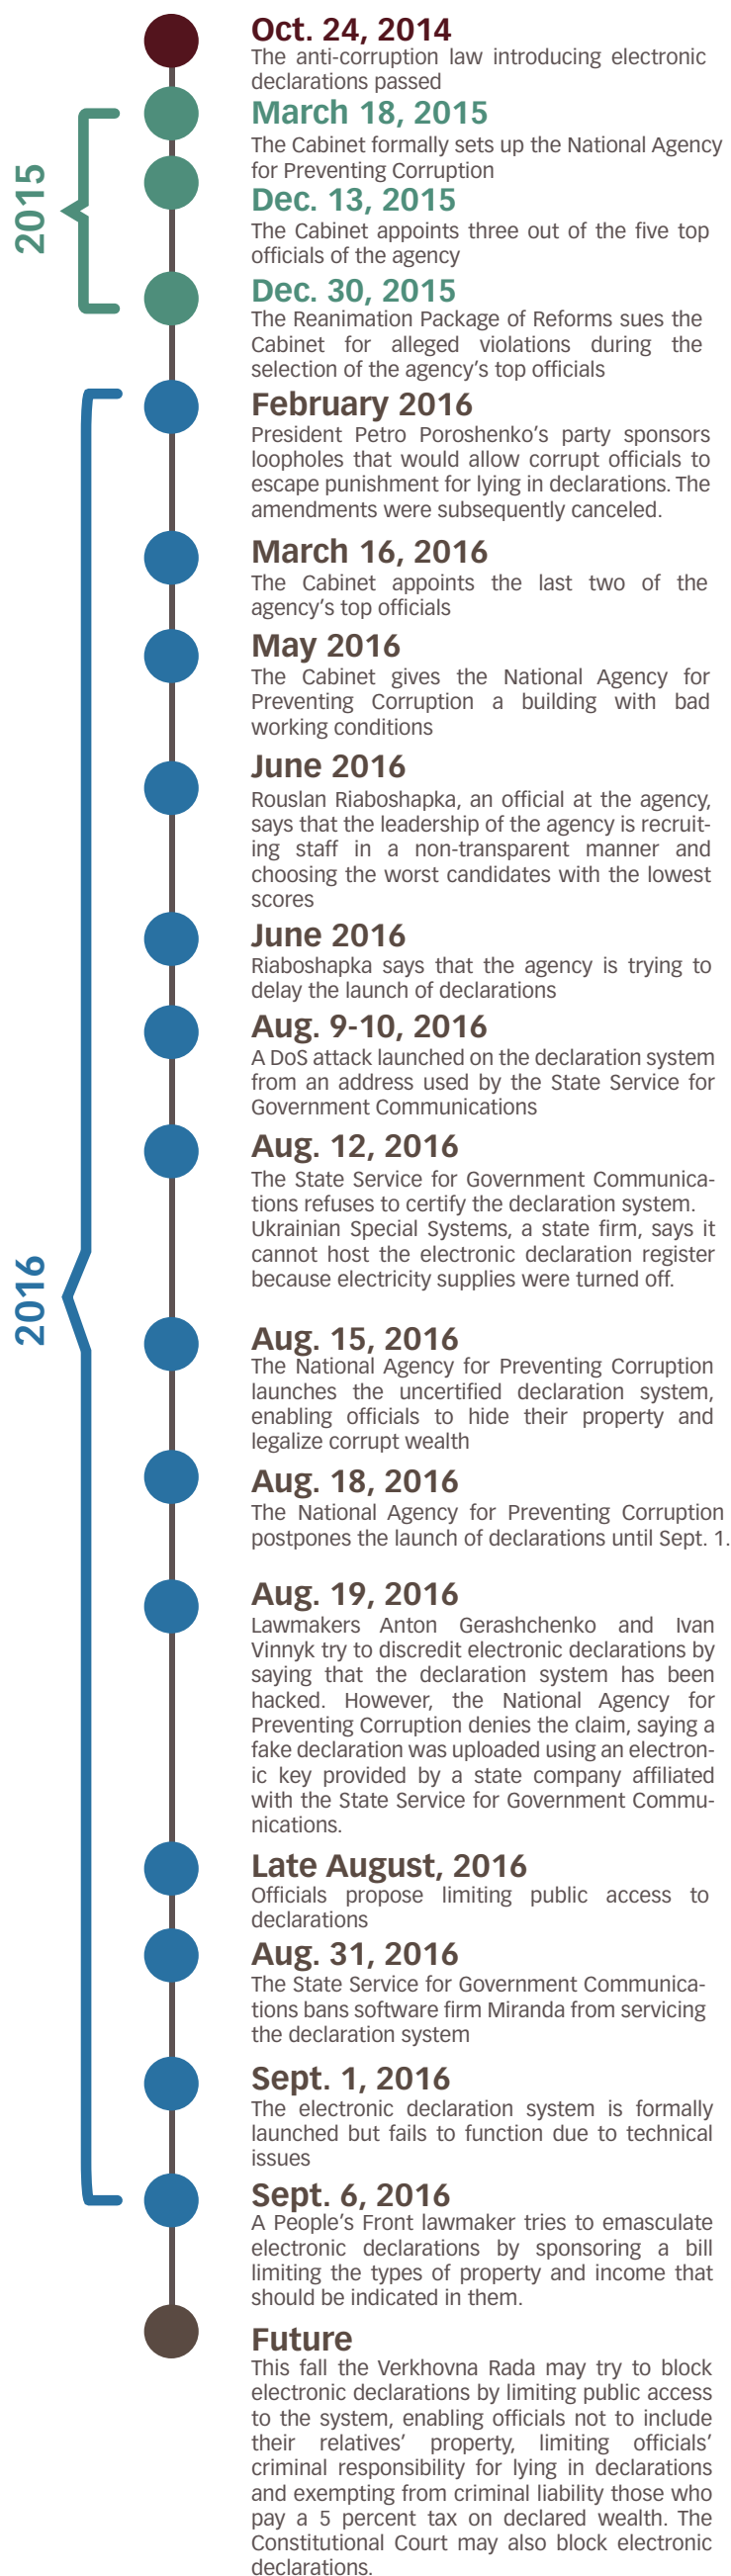 Oct. 24, 2014
The anti-corruption law introducing electronic
declarations passed
2015
March 18, 2015
The Cabinet formally sets up the National Agency
for Preventing Corruption
Dec. 13, 2015
The Cabinet appoints three out of the five top
officials of the agency
Dec. 30, 2015
The Reanimation Package of Reforms sues the
Cabinet for alleged violations during the
selection of the agency's top officials
2016
February 2016
President Petro Poroshenko's party sponsors
loopholes that would allow corrupt officials to
escape punishment for lying in declarations. The
amendments were subsequently canceled.
March 16, 2016
The Cabinet appoints the last two of the
agency's top officials
May 2016
The Cabinet gives the National Agency for
Preventing Corruption a building with bad
working conditions
June 2016
Rouslan Riaboshapka, an official at the agency,
says that the leadership of the agency is recruit-
ing staff in a non-transparent manner and
choosing the worst candidates with the lowest
scores
June 2016
Riaboshapka says that the agency is trying to
delay the launch of declarations
Aug. 9-10, 2016
A DoS attack launched on the declaration system
from an address used by the State Service for
Government Communications
Aug. 12, 2016
The State Service for Government Communica-
tions refuses to certify the declaration system.
Ukrainian Special Systems, a state firm, says it
cannot host the electronic declaration register
because electricity supplies were turned off.
Aug. 15, 2016
The National Agency for Preventing Corruption
launches the uncertified declaration system,
enabling officials to hide their property and
legalize corrupt wealth
Aug. 18, 2016
The National Agency for Preventing Corruption
postpones the launch of declarations until Sept. 1.
Aug. 19, 2016
Lawmakers Anton Gerashchenko and Ivan
Vinnyk try to discredit electronic declarations by
saying that the declaration system has been
hacked. However, the National Agency for
Preventing Corruption denies the claim, saying a
fake declaration was uploaded using an electron-
ic key provided by a state company affiliated
with the State Service for Government Commu-
nications.
Late August, 2016
Officials propose limiting public access to
declarations
Aug. 31, 2016
The State Service for Government Communica-
tions bans software firm Miranda from servicing
the declaration system
Sept. 1, 2016
The electronic declaration system is formally
launched but fails to function due to technical
issues
Sept. 6, 2016
A People's Front lawmaker tries to emasculate
electronic declarations by sponsoring a bill
limiting the types of property and income that
should be indicated in them.
Future
This fall the Verkhovna Rada may try to block
electronic declarations by limiting public access
to the system, enabling officials not to include
their relatives' property, limiting officials'
criminal responsibility for lying in declarations
and exempting from criminal liability those who
pay a 5 percent tax on declared wealth. The
Constitutional Court may also block electronic
declarations.